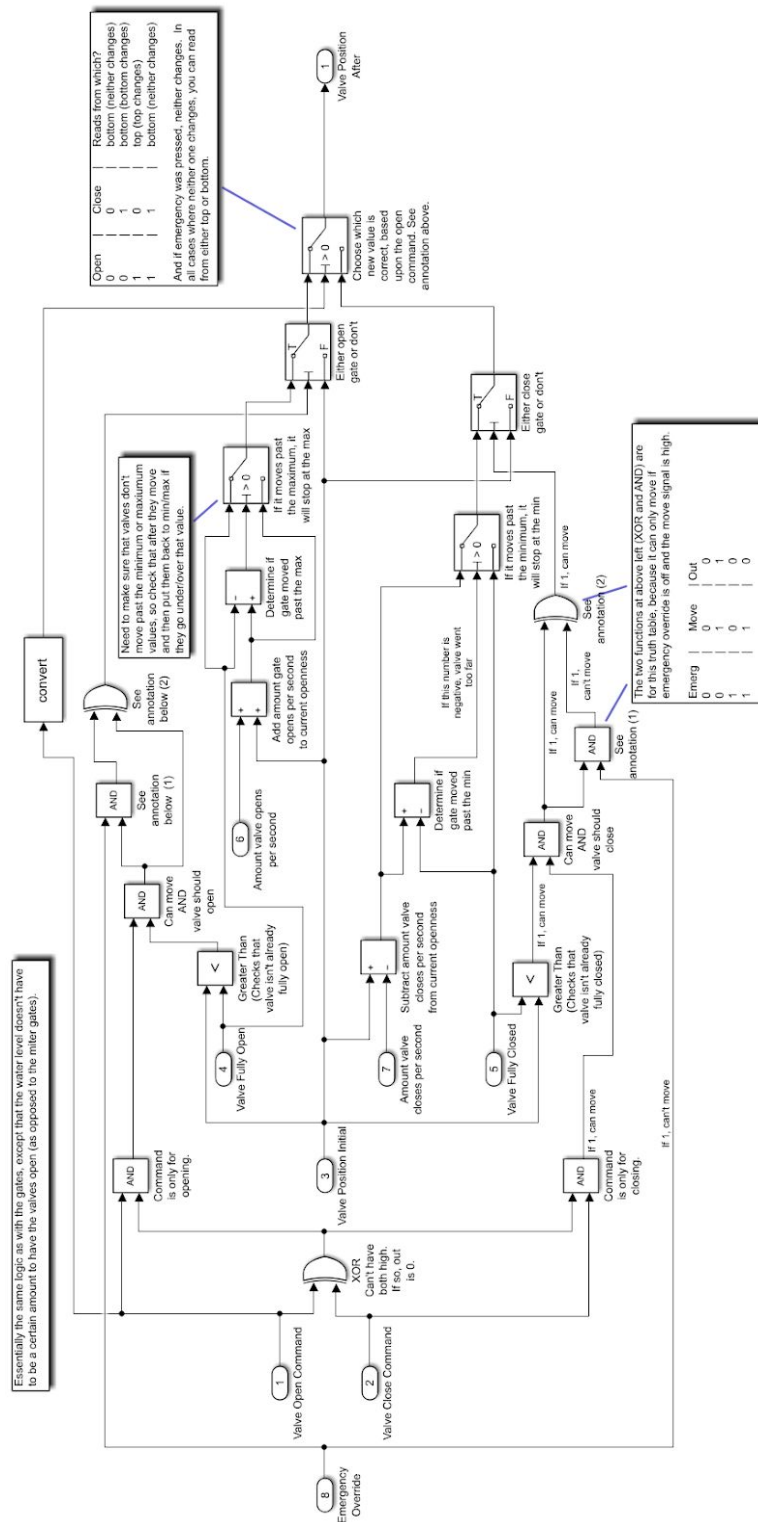 Essentially the same logic as with the gates, except that the water level doesn't have
to be a certain amount to have the valves open (as opposed to the miter gates).
8
Emergency
Override
1
Valve Open Command
2
Valve Close Command
XOR
Can't have
both high.
If so, out
is 0.
AND
Command
is only for
opening.
3
Valve Position Initial
AND
Command
is only for
closing.
If 1, can move
If 1, can't move
4
Valve Fully Open
<
Greater Than
(Checks that
valve isn't already
fully open)
7
Amount valve
closes per second
+
−
Subtract amount valve
closes per second
from current openness
5
Valve Fully Closed
<
Greater Than
(Checks that
valve isn't already
fully closed)
If 1, can move
AND
Can move
AND
valve should
open
AND
See
annotation
below (1)
See
annotation
below (2)
convert
6
Amount valve opens
per second
+
+
Add amount gate
opens per second
to current openness
−
+
Determine if
gate moved
past the max
+
−
Determine if
gate moved
past the min
If this number is
negative, valve went
too far
AND
Can move
AND
valve should
close
If 1, can move
AND
See
annotation (1)
If 1,
can't move
See
annotation (2)
If 1, can move
Need to make sure that valves don't
move past the minimum or maxiumum
values, so check that after they move
and then put them back to min/max if
they go under/over that value.
> 0
If it moves past
the maximum, it
will stop at the max
> 0
If it moves past
the minimum, it
will stop at the min
T
F
Either open
gate or don't
T
F
Either close
gate or don't
The two functions at above left (XOR and AND) are
for this truth table, because it can only move if
emergency override is off and the move signal is high.
Emerg | Move | Out
0 | 0 | 0
0 | 1 | 1
1 | 0 | 0
1 | 1 | 0
Open | Close | Reads from which?
0 | 0 | bottom (neither changes)
0 | 1 | bottom (bottom changes)
1 | 0 | top (top changes)
1 | 1 | bottom (neither changes)
And if emergency was pressed, neither changes. In
all cases where neither one changes, you can read
from either top or bottom.
> 0
Choose which
new value is
correct, based
upon the open
command. See
annotation above.
1
Valve Position
After